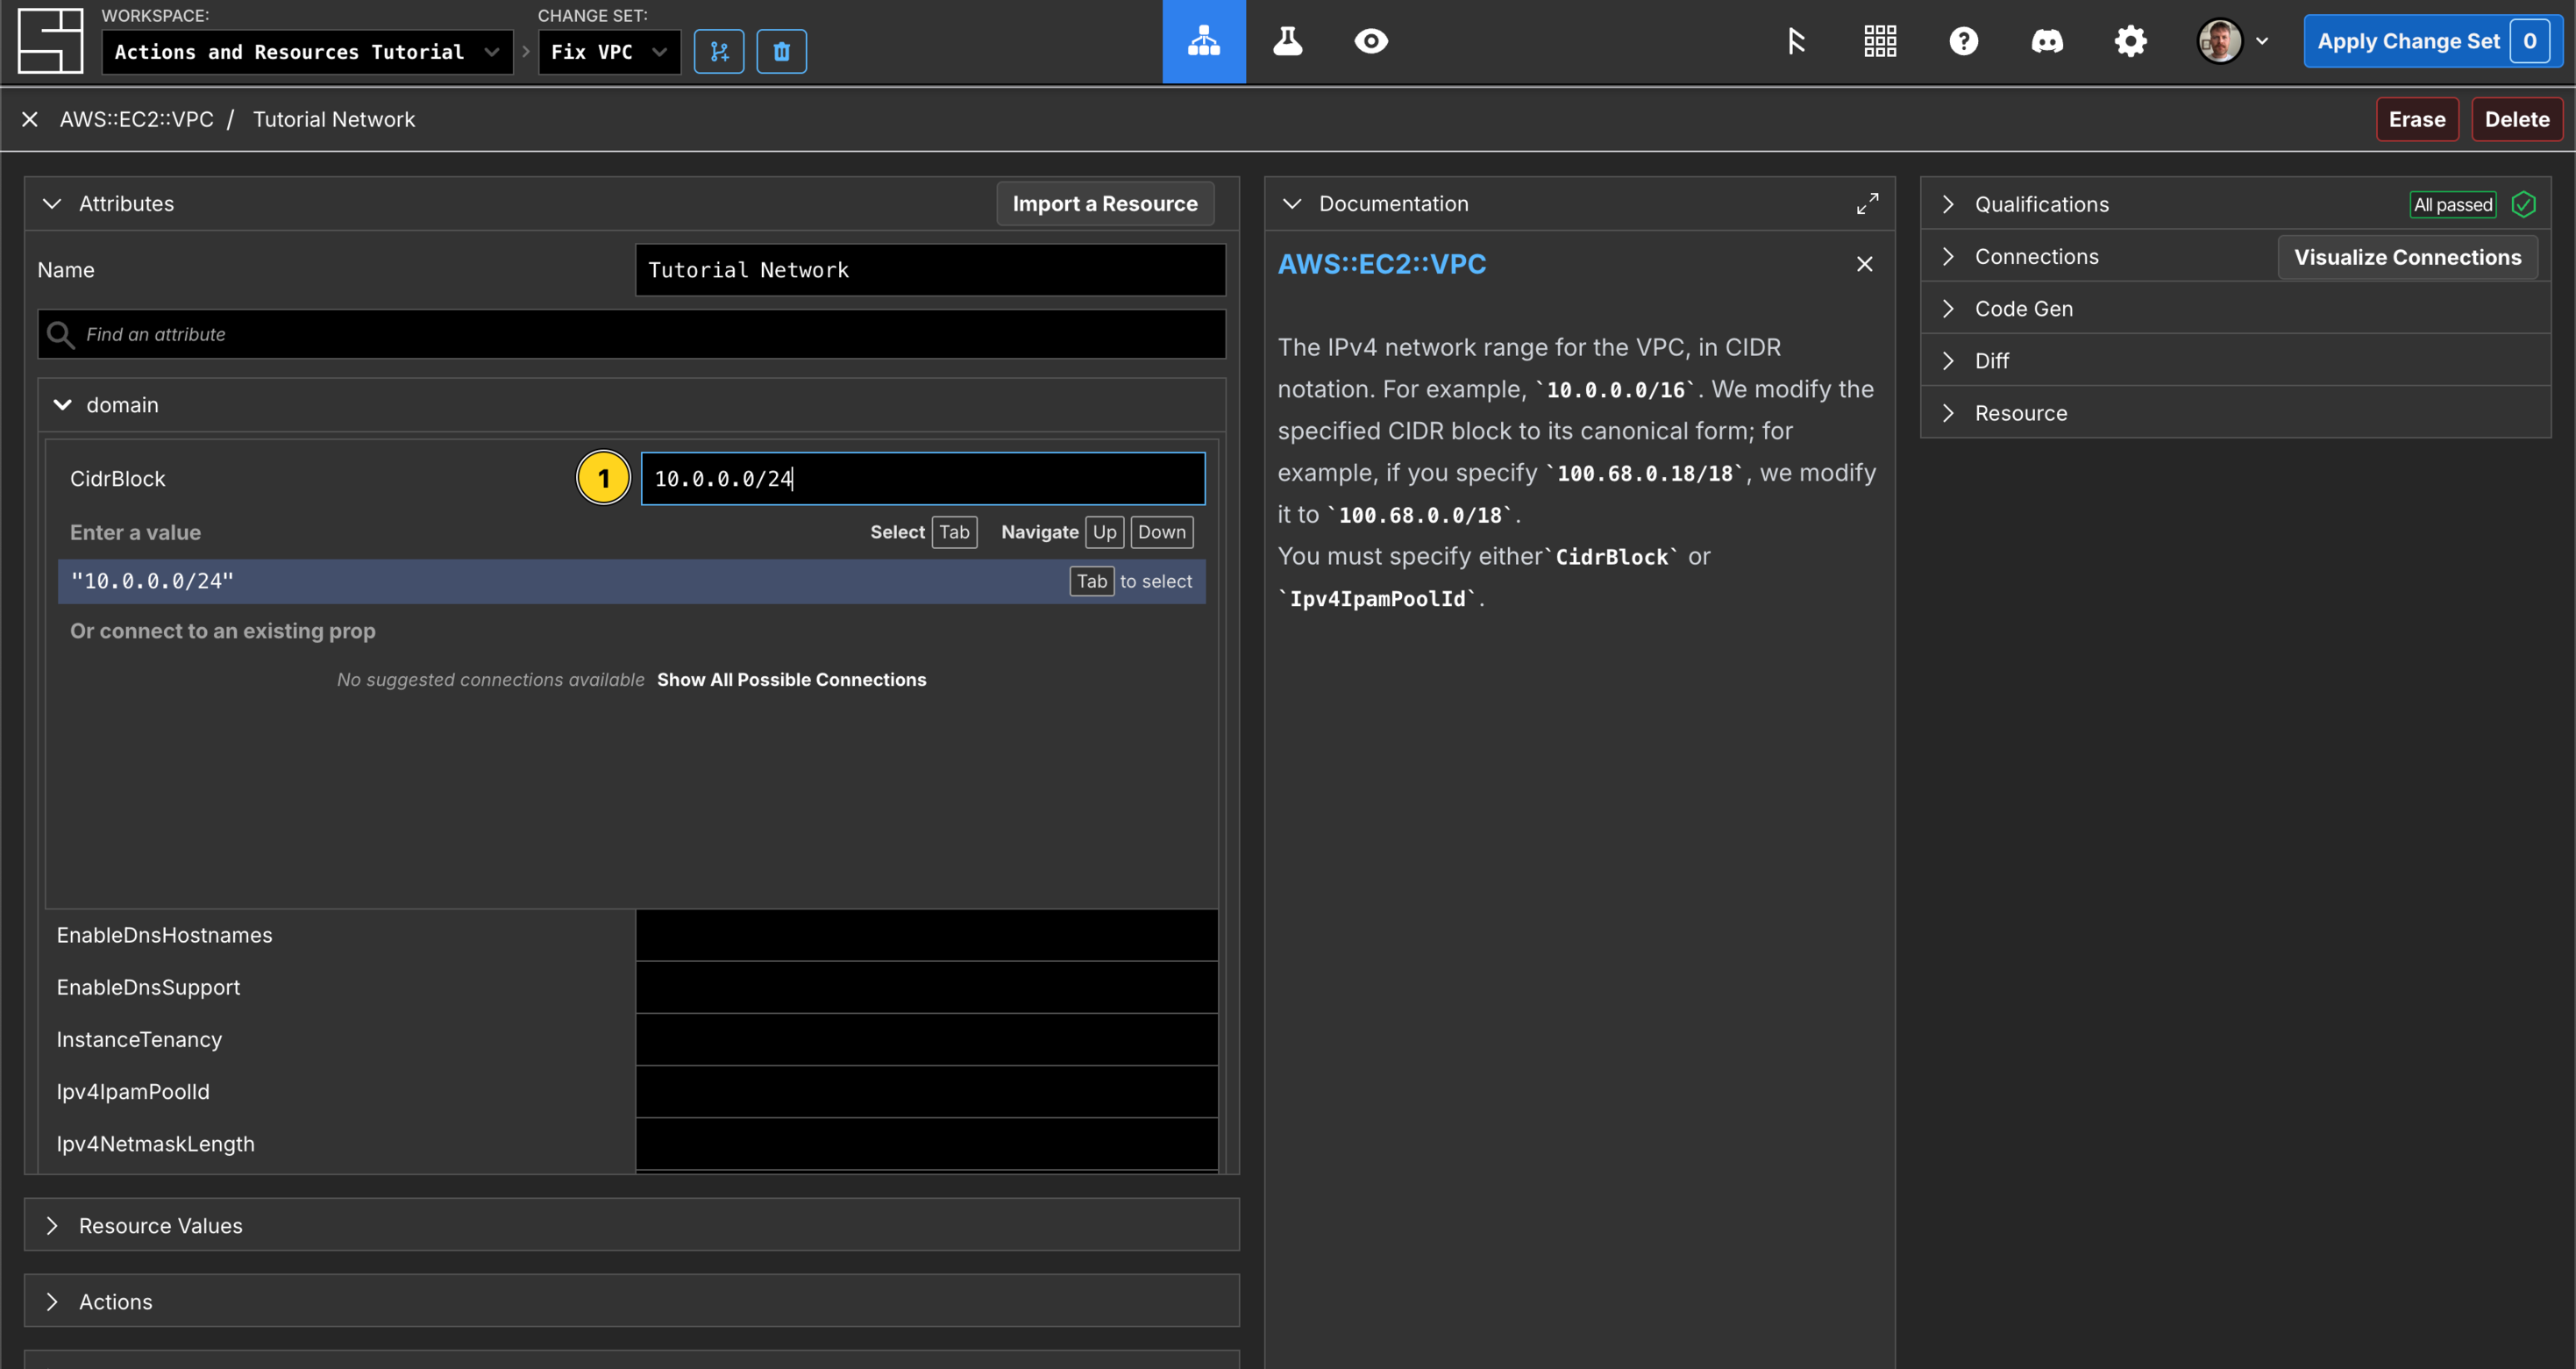 WORKSPACE:
Actions and Resources Tutorial
CHANGE SET:
Fix VPC
Apply Change Set 0
AWS::EC2::VPC / Tutorial Network
Erase
Delete
Attributes
Import a Resource
Name
Tutorial Network
Find an attribute
domain
CidrBlock
1
10.0.0.0/24
Enter a value
Select Tab Navigate Up Down
"10.0.0.0/24"
Tab to select
Or connect to an existing prop
No suggested connections available Show All Possible Connections
EnableDnsHostnames
EnableDnsSupport
InstanceTenancy
Ipv4IpamPoolId
Ipv4NetmaskLength
Resource Values
Actions
Documentation
AWS::EC2::VPC
The IPv4 network range for the VPC, in CIDR
notation. For example, `10.0.0.0/16`. We modify the
specified CIDR block to its canonical form; for
example, if you specify `100.68.0.18/18`, we modify
it to `100.68.0.0/18`.
You must specify either`CidrBlock` or
`Ipv4IpamPoolId`.
Qualifications
All passed
Connections
Visualize Connections
Code Gen
Diff
Resource